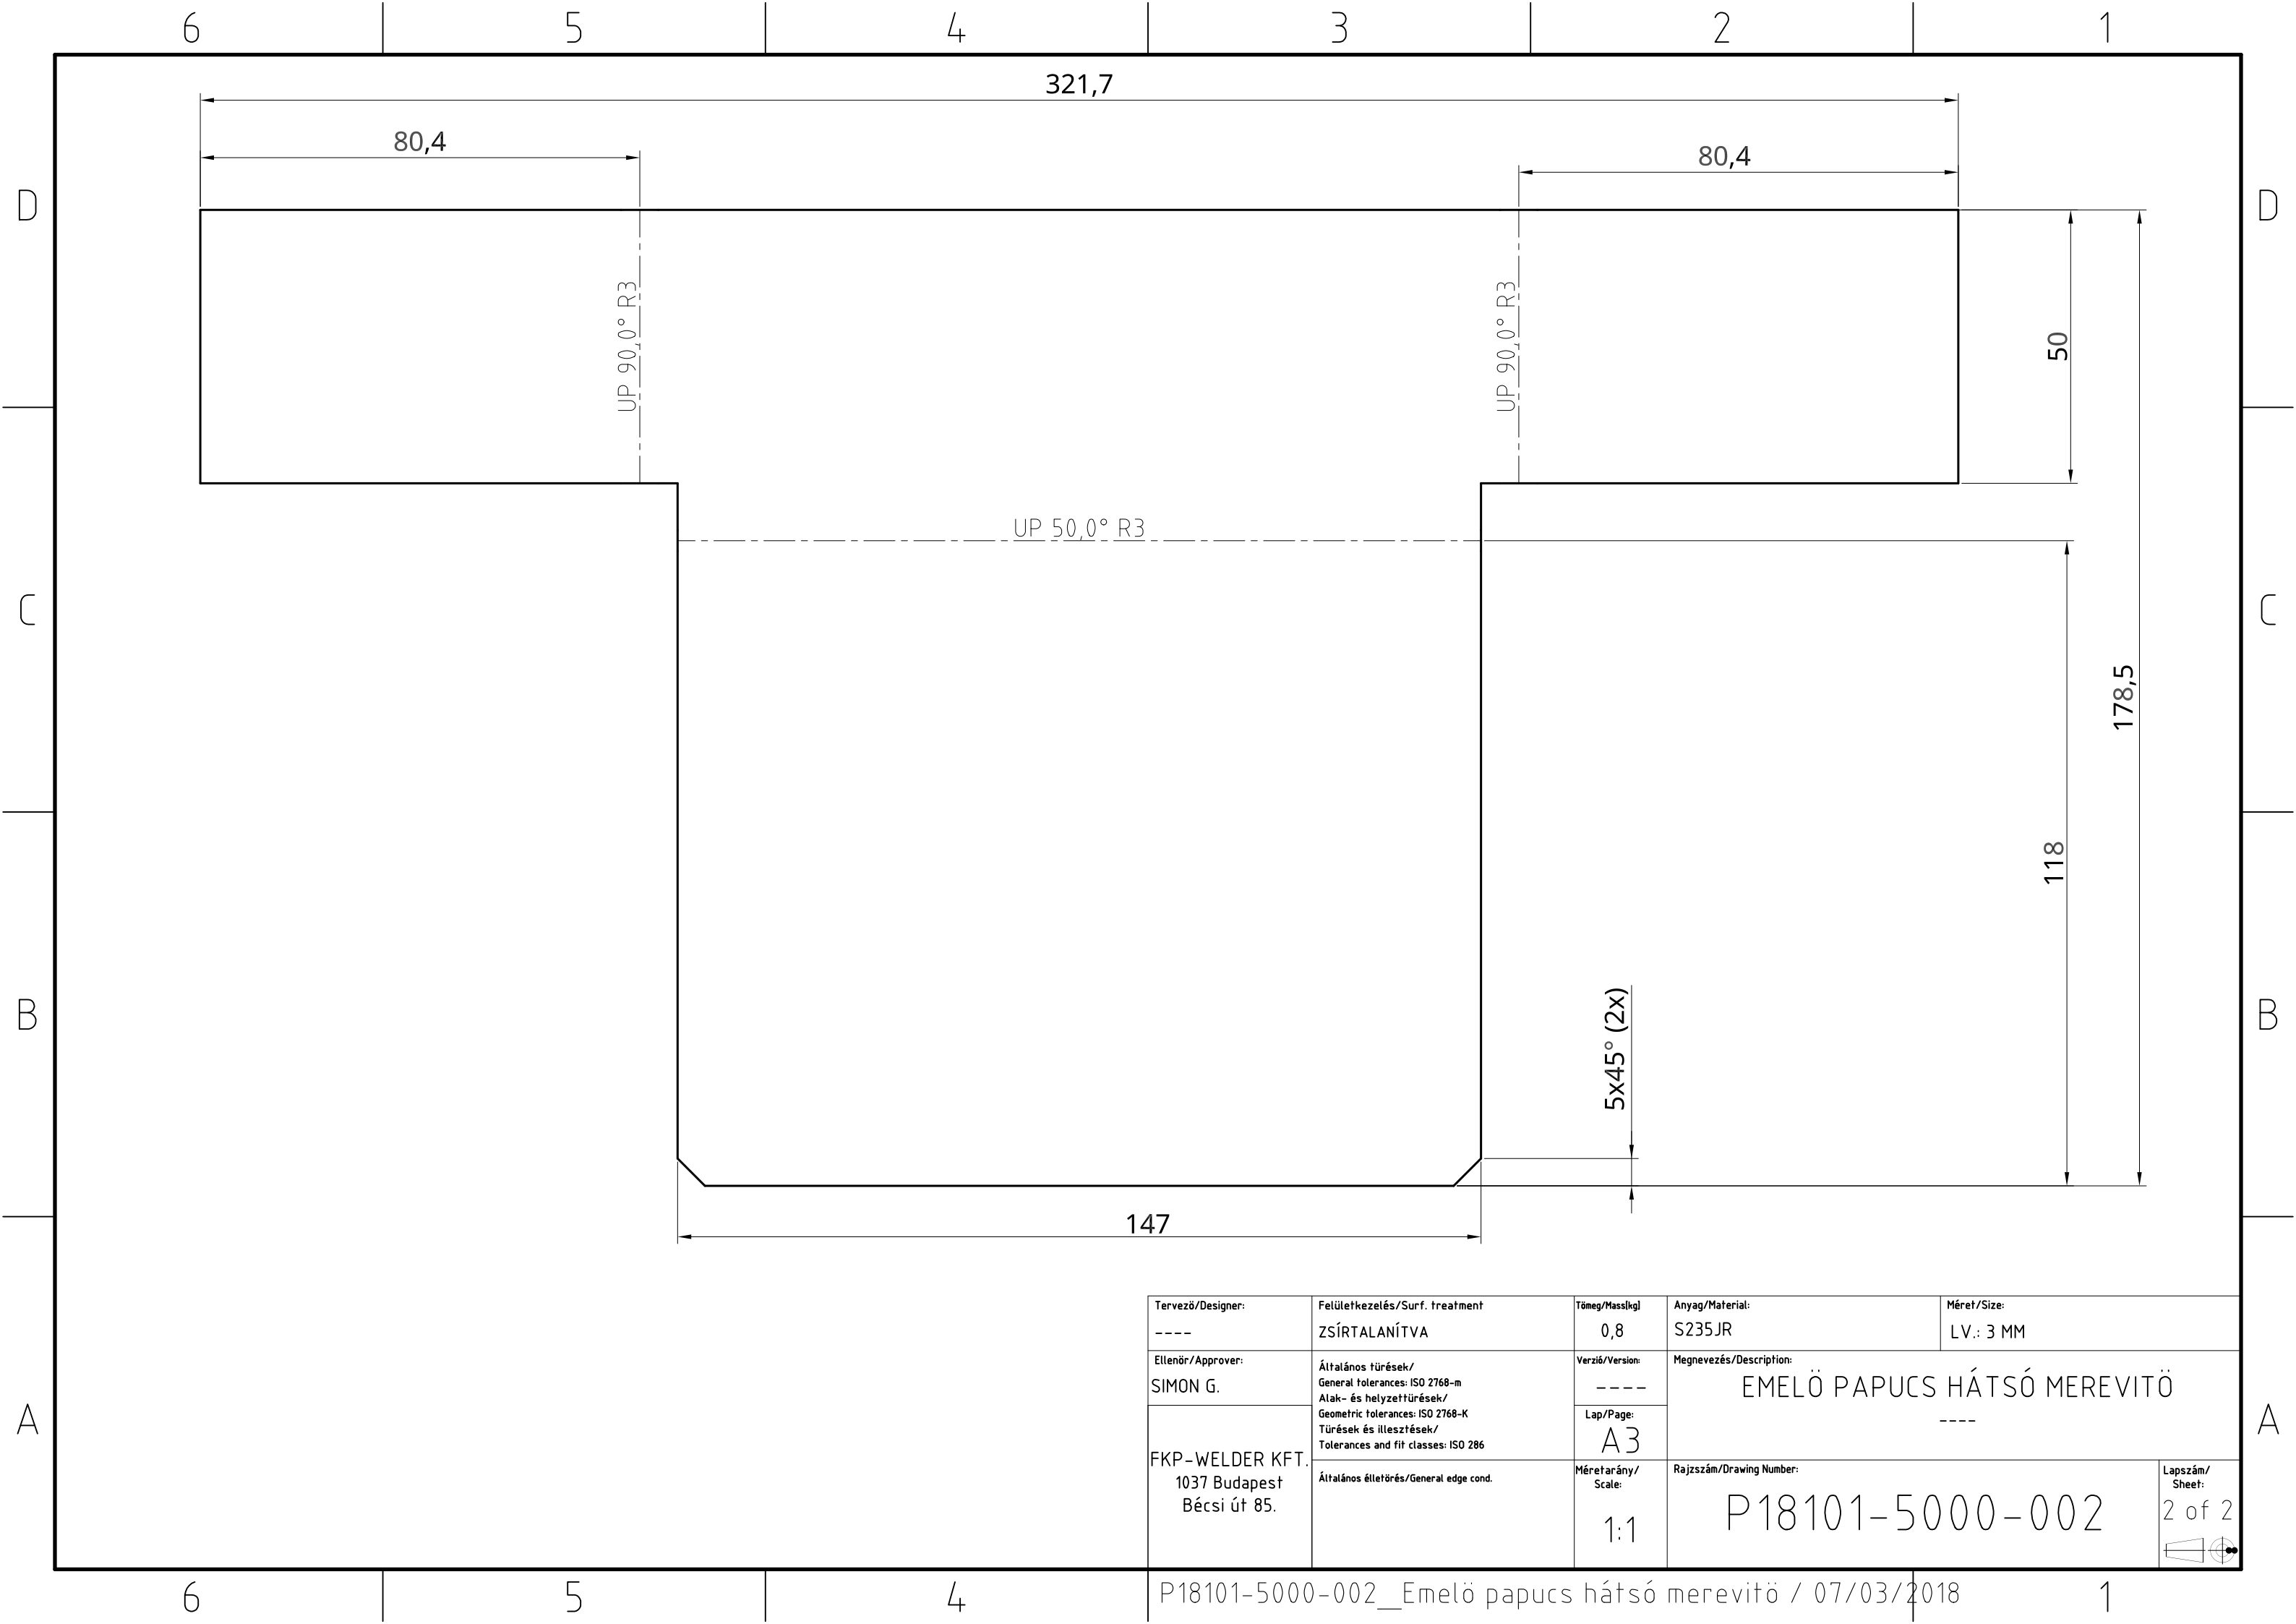 6 5 4 3 2 1
321,7
80,4
80,4
D D
UP 90,0° R3
UP 90,0° R3
50
UP 50,0° R3
C C
178,5
118
B B
5x45° (2x)
147
Tervezö/Designer:
----
Felületkezelés/Surf. treatment
ZSÍRTALANÍTVA
Tömeg/Mass[kg]
0,8
Anyag/Material:
S235JR
Méret/Size:
LV.: 3 MM
Ellenör/Approver:
SIMON G.
Általános türések/
General tolerances: ISO 2768-m
Alak- és helyzettürések/
Geometric tolerances: ISO 2768-K
Türések és illesztések/
Tolerances and fit classes: ISO 286
Verzió/Version:
----
Megnevezés/Description:
EMELÖ PAPUCS HÁTSÓ MEREVITÖ
----
A A
Lap/Page:
A3
FKP-WELDER KFT.
1037 Budapest
Bécsi út 85.
Általános élletörés/General edge cond.
Méretarány/
Scale:
1:1
Rajzszám/Drawing Number:
P18101-5000-002
Lapszám/
Sheet:
2 of 2
6 5 4 1
P18101-5000-002__Emelö papucs hátsó merevitö / 07/03/2018